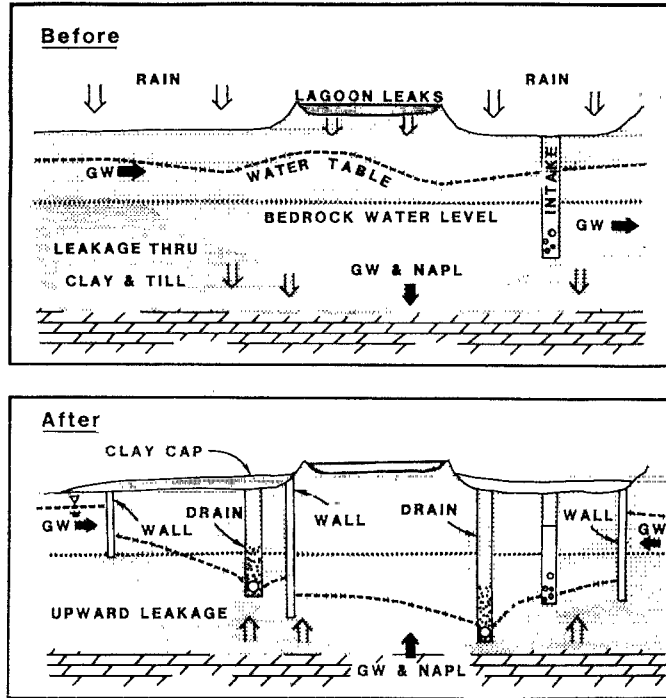 Before
RAIN
RAIN
LAGOON LEAKS
GW
WATER TABLE
INTAKE
BEDROCK WATER LEVEL
GW
LEAKAGE THRU
CLAY & TILL
GW & NAPL
After
CLAY CAP
GW
WALL
DRAIN
WALL
DRAIN
WALL
GW
UPWARD LEAKAGE
GW & NAPL